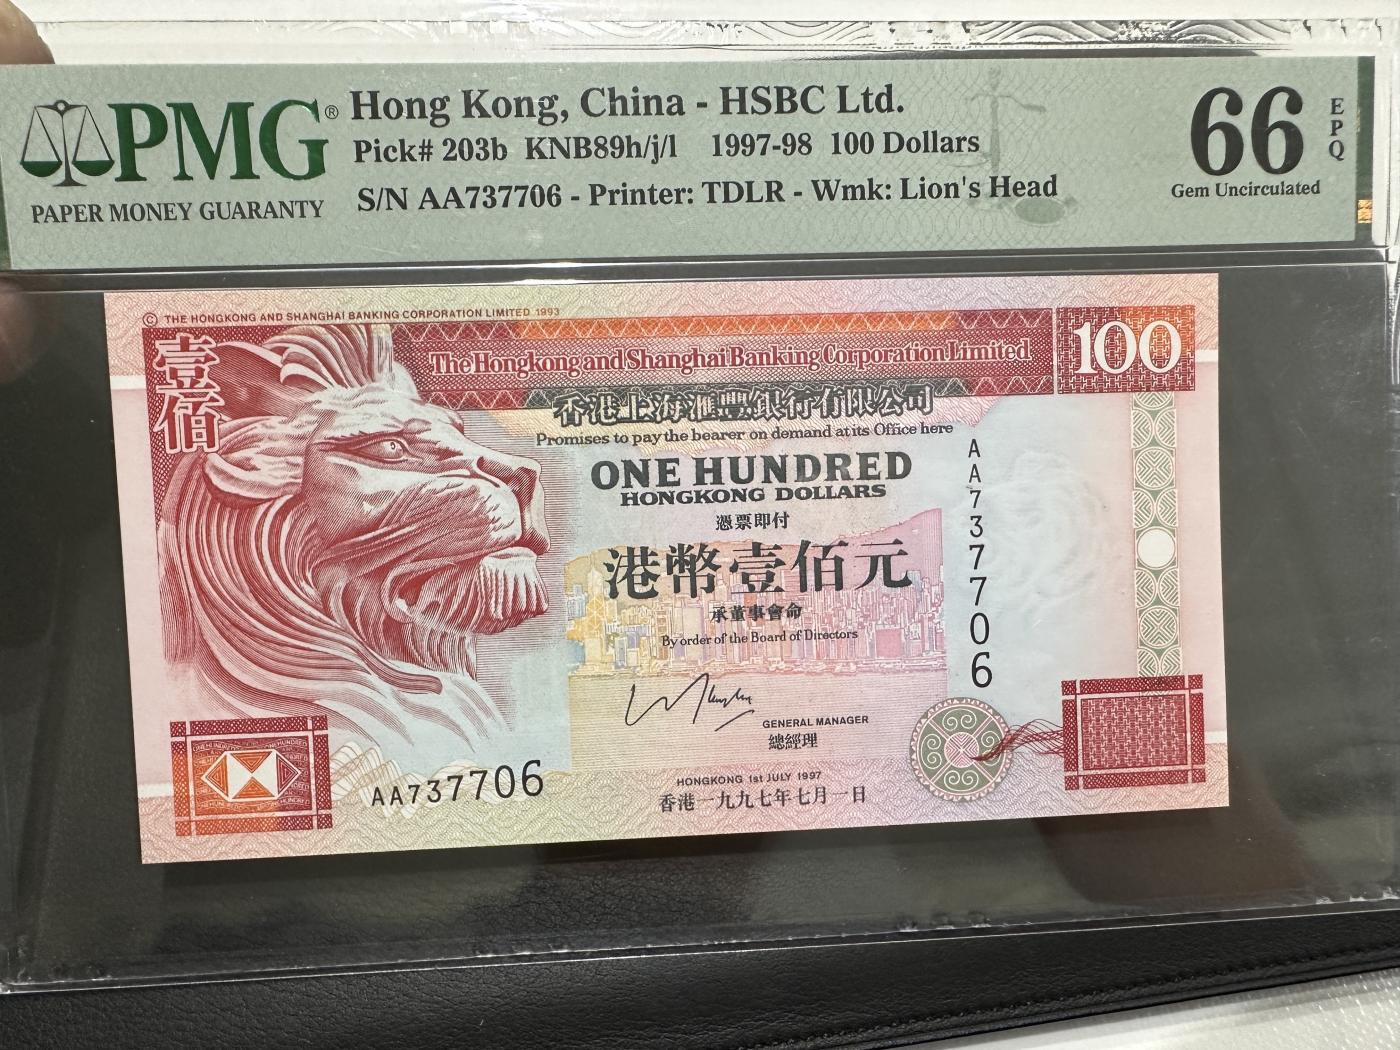 PMG®
PAPER MONEY GUARANTY
Hong Kong, China - HSBC Ltd.
Pick# 203b KNB89h/j/l 1997-98 100 Dollars
S/N AA737706 - Printer: TDLR - Wmk: Lion's Head
66
EPQ
Gem Uncirculated
© THE HONGKONG AND SHANGHAI BANKING CORPORATION LIMITED 1993
壹佰
The Hongkong and Shanghai Banking Corporation Limited
100
香港上海滙豐銀行有限公司
Promises to pay the bearer on demand at its Office here
ONE HUNDRED
HONGKONG DOLLARS
憑票即付
港幣壹佰元
承董事會命
By order of the Board of Directors
AA737706
GENERAL MANAGER
總經理
AA737706
HONGKONG 1st JULY 1997
香港一九九七年七月一日